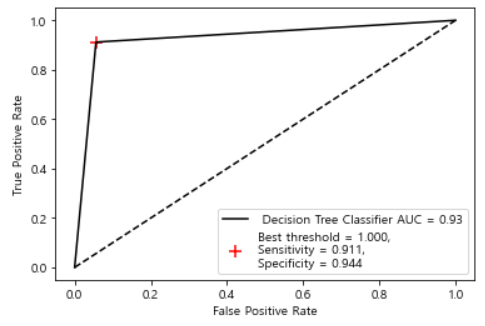 1.0
0.8
0.6
0.4
0.2
0.0
True Positive Rate
Decision Tree Classifier AUC = 0.93
Best threshold = 1.000,
Sensitivity = 0.911,
Specificity = 0.944
0.0 0.2 0.4 0.6 0.8 1.0
False Positive Rate